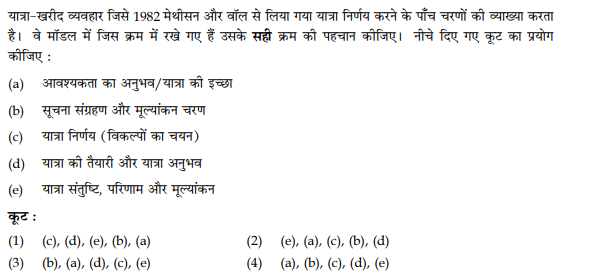 यात्रा-खरीद व्यवहार जिसे 1982 मेथीसन और वॉल से लिया गया यात्रा निर्णय करने के पाँच चरणों की व्याख्या करता
है। वे मॉडल में जिस क्रम में रखे गए हैं उसके सही क्रम की पहचान कीजिए। नीचे दिए गए कूट का प्रयोग
कीजिए :
(a) आवश्यकता का अनुभव/यात्रा की इच्छा
(b) सूचना संग्रहण और मूल्यांकन चरण
(c) यात्रा निर्णय (विकल्पों का चयन)
(d) यात्रा की तैयारी और यात्रा अनुभव
(e) यात्रा संतुष्टि, परिणाम और मूल्यांकन
कूट :
(1) (c), (d), (e), (b), (a) (2) (e), (a), (c), (b), (d)
(3) (b), (a), (d), (c), (e) (4) (a), (b), (c), (d), (e)